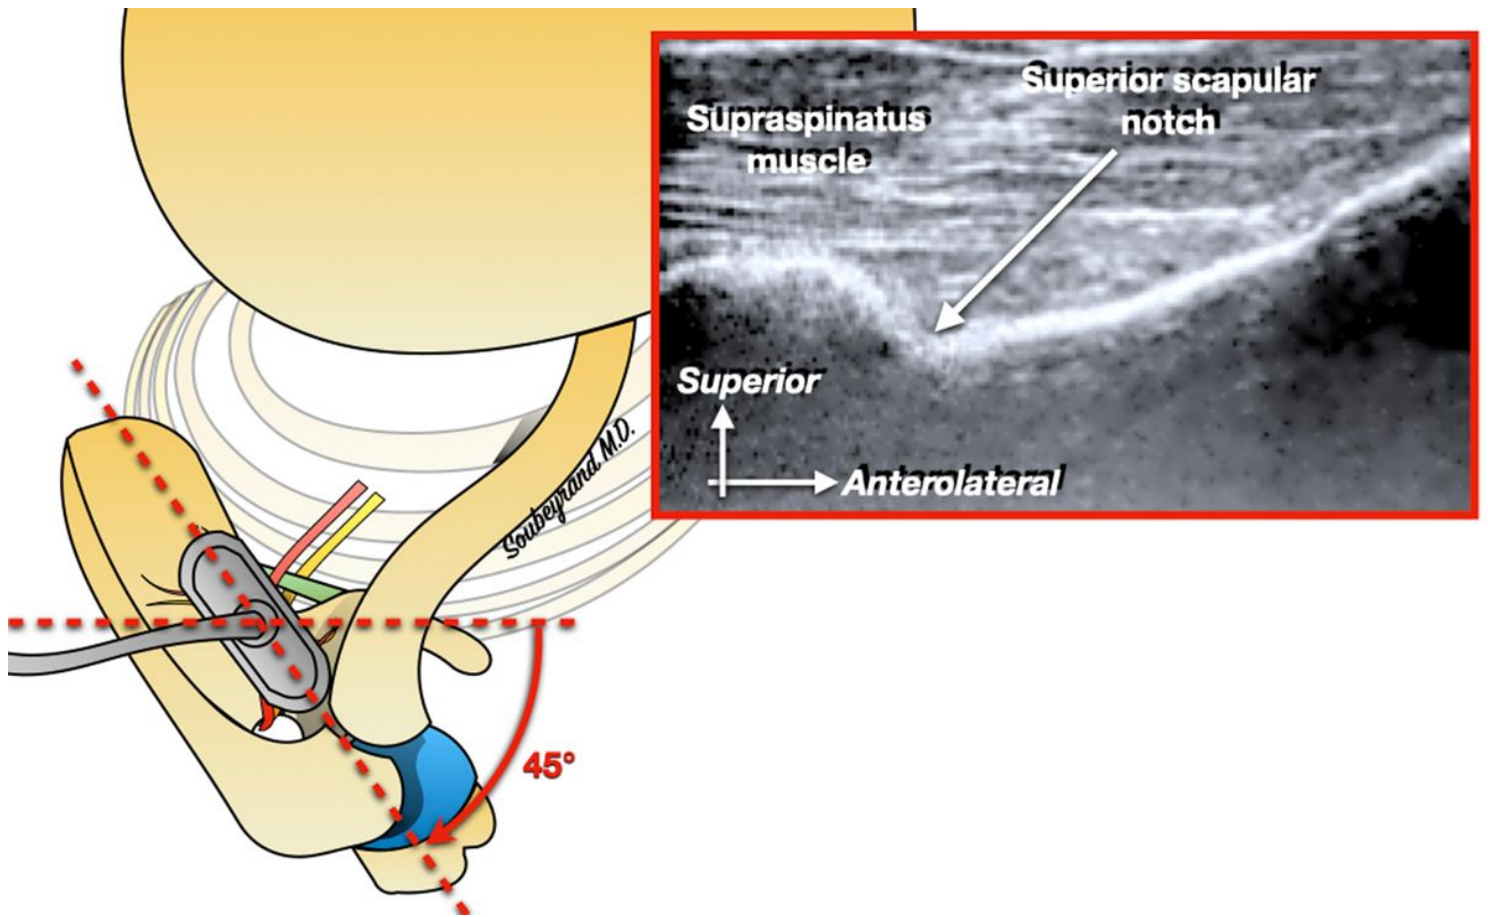 Superior scapular
notch
Supraspinatus
muscle
Superior
Anterolateral
Soubeyrand M.D.
45°